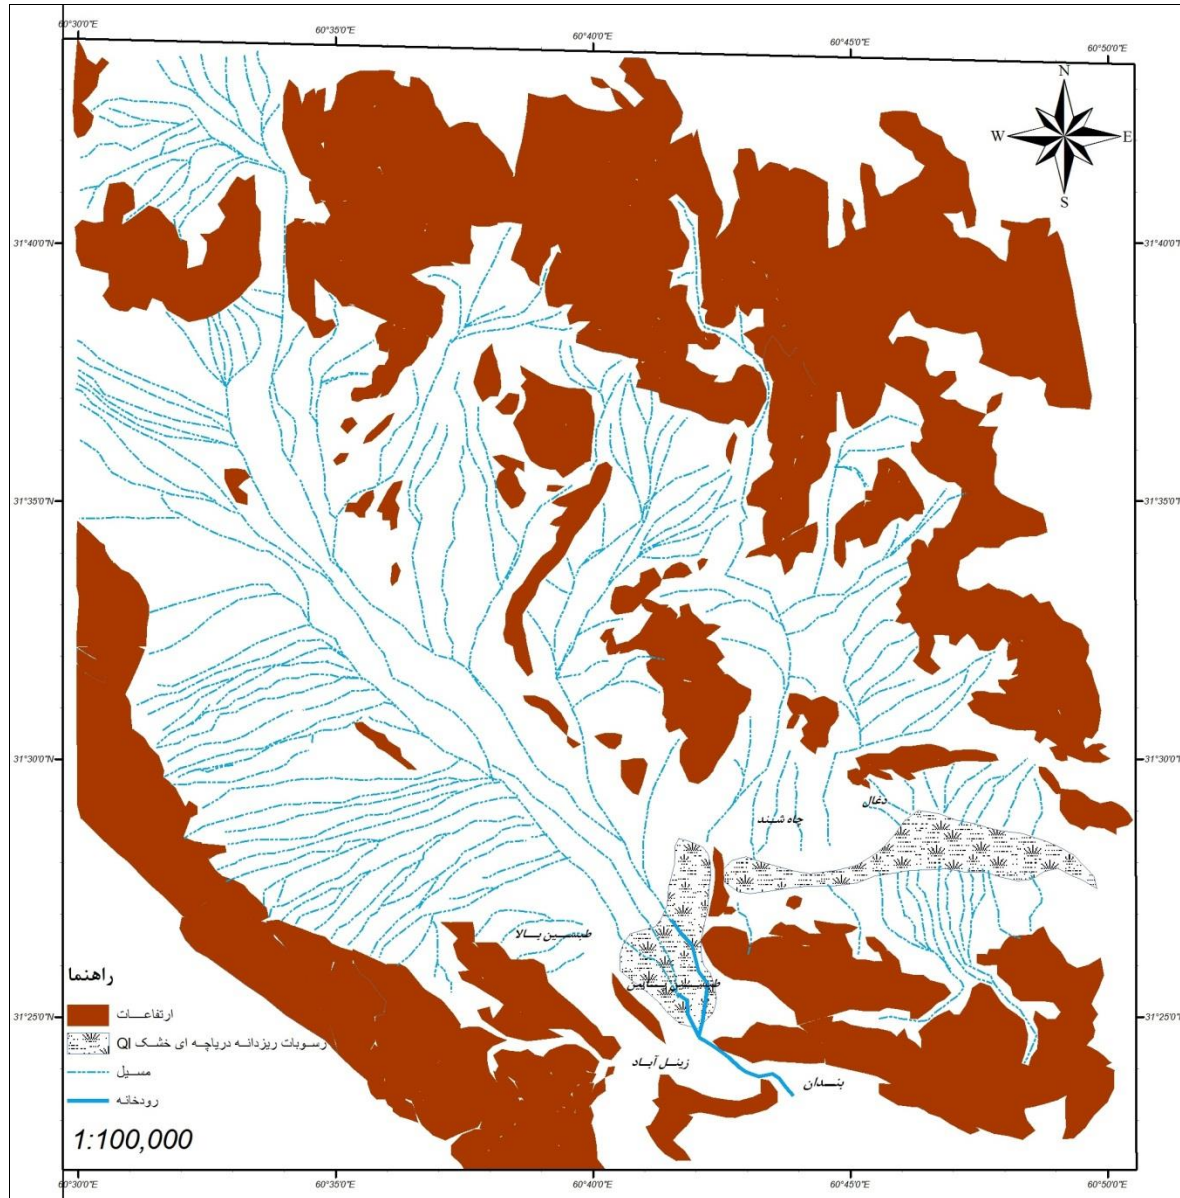 60°30'0"E
60°35'0"E
60°40'0"E
60°45'0"E
60°50'0"E
N
W E
S
31°40'0"N 31°40'0"N
31°35'0"N 31°35'0"N
31°30'0"N 31°30'0"N
دغال
چاه شبند
طبسین بالا
طبسین پایین
31°25'0"N 31°25'0"N
زینل آباد
بندان
راهنما
ارتفاعات
رسوبات ریزدانه دریاچه ای خشک Ql
مسیل
رودخانه
1:100,000
60°30'0"E
60°35'0"E
60°40'0"E
60°45'0"E
60°50'0"E